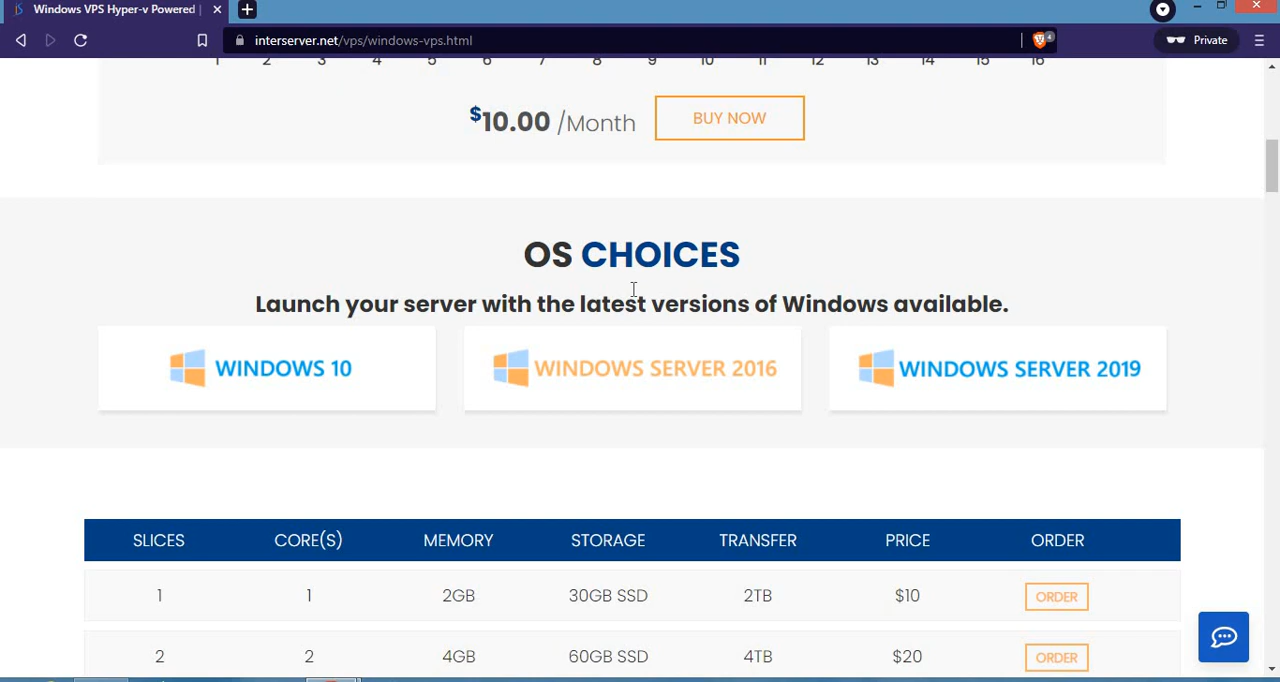 Windows VPS Hyper-v Powered
interserver.net/vps/windows-vps.html
4
Private
1 2 3 4 5 6 7 8 9 10 11 12 13 14 15 16
$10.00 /Month BUY NOW
OS CHOICES
Launch your server with the latest versions of Windows available.
WINDOWS 10 WINDOWS SERVER 2016 WINDOWS SERVER 2019
SLICES CORE(S) MEMORY STORAGE TRANSFER PRICE ORDER
1 1 2GB 30GB SSD 2TB $10 ORDER
2 2 4GB 60GB SSD 4TB $20 ORDER